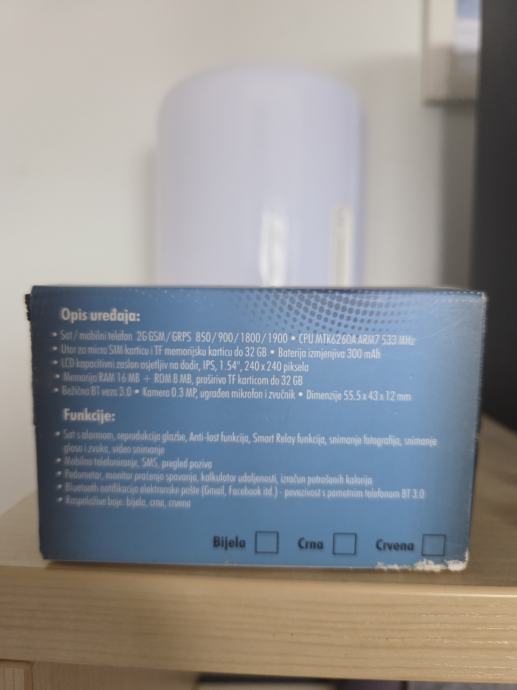 Opis uređaja:
• Sat / mobilni telefon 2G GSM/ GRPS 850 / 900 / 1800 / 1900 • CPU MTK6260A ARM7 533 MHz
• Utor za micro SIM karticu i TF memorijsku karticu do 32 GB • Baterija izmjenjiva 300 mAh
• LCD kapacitivni zaslon osjetljiv na dodir, IPS, 1.54", 240 x 240 piksela
• Memorija RAM 16 MB + ROM 8 MB, proširivo TF karticom do 32 GB
• Bežična BT veza 3.0 • Kamera 0.3 MP, ugrađen mikrofon i zvučnik • Dimenzije 55.5 x 43 x 12 mm
Funkcije:
• Sat s alarmom, reprodukcija glazbe, Anti-lost funkcija, Smart Relay funkcija, snimanje fotografija, snimanje
glasa i zvuka, video snimanje
• Mobilno telefoniranje, SMS, pregled poziva
• Pedometar, monitor praćenja spavanja, kalkulator udaljenosti, izračun potrošenih kalorija
• Bluetooth notifikacija elektronske pošte (Gmail, Facebook itd.) - povezivost s pametnim telefonom BT 3.0
• Raspoložive boje: bijela, crna, crvena
Bijela Crna Crvena